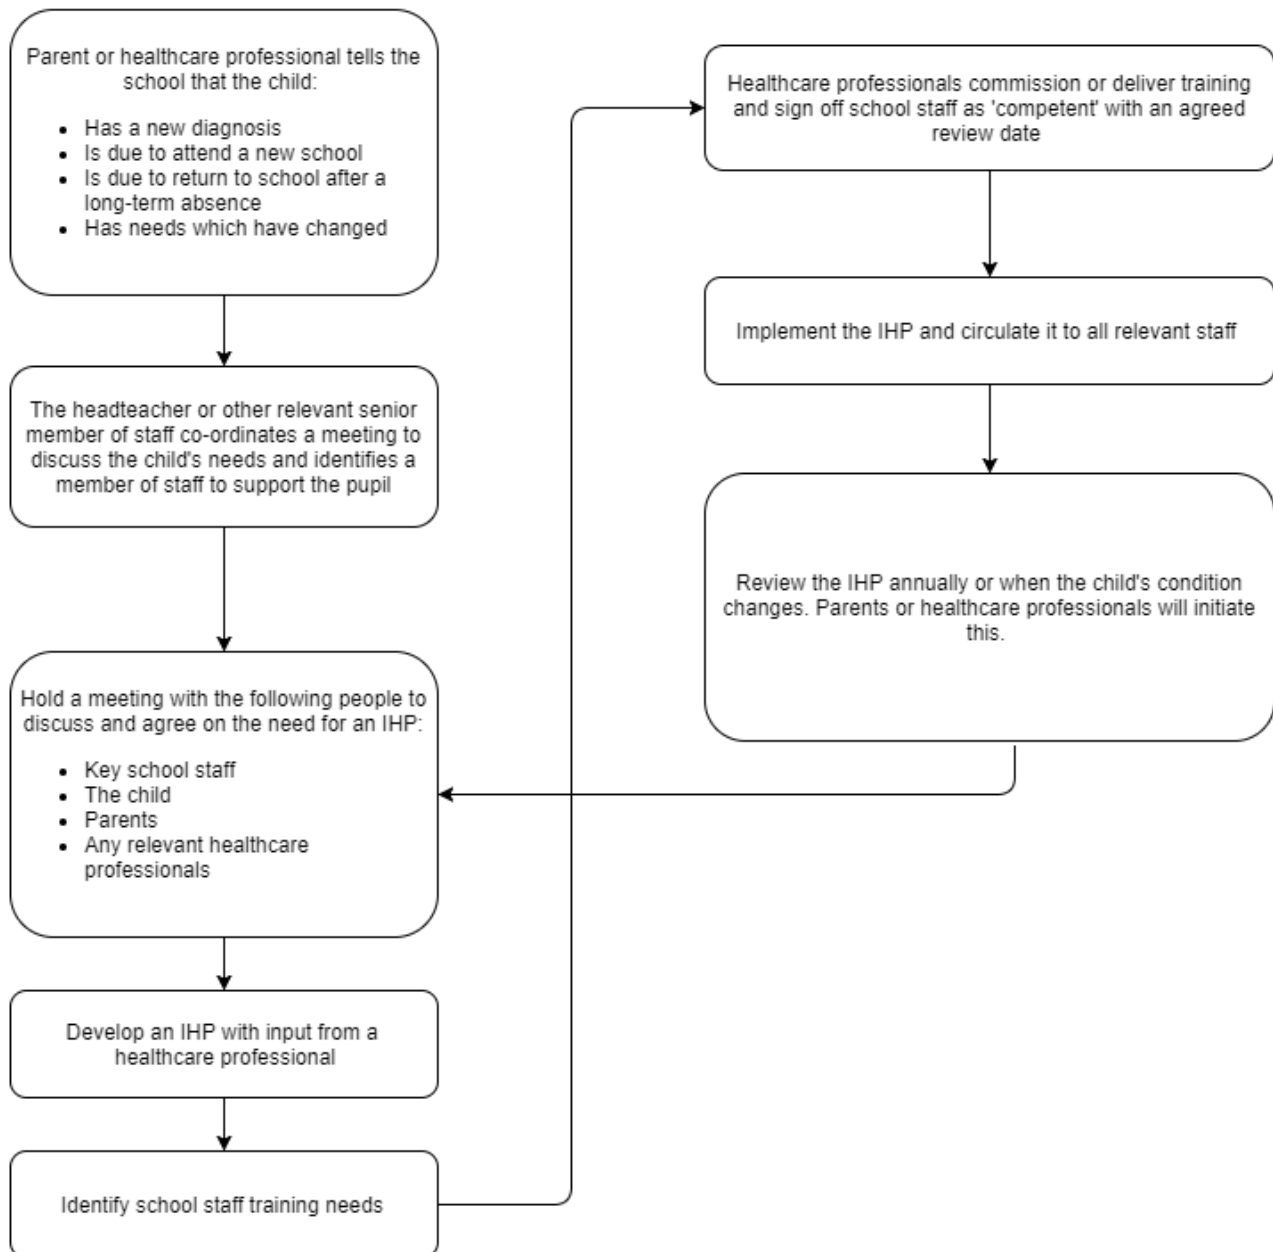 Parent or healthcare professional tells the
school that the child:
• Has a new diagnosis
• Is due to attend a new school
• Is due to return to school after a
long-term absence
• Has needs which have changed
The headteacher or other relevant senior
member of staff co-ordinates a meeting to
discuss the child's needs and identifies a
member of staff to support the pupil
Hold a meeting with the following people to
discuss and agree on the need for an IHP:
• Key school staff
• The child
• Parents
• Any relevant healthcare
professionals
Develop an IHP with input from a
healthcare professional
Identify school staff training needs
Healthcare professionals commission or deliver training
and sign off school staff as 'competent' with an agreed
review date
Implement the IHP and circulate it to all relevant staff
Review the IHP annually or when the child's condition
changes. Parents or healthcare professionals will initiate
this.